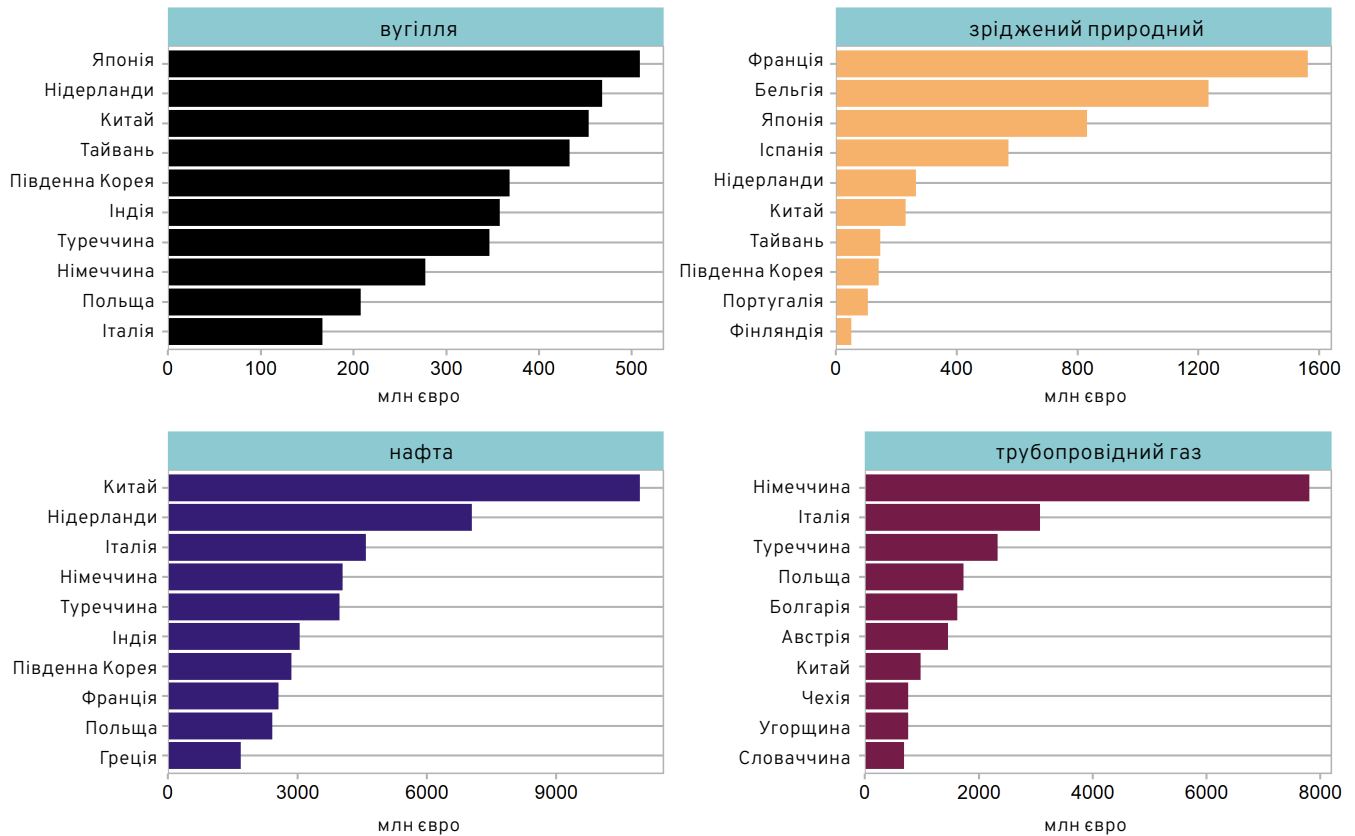 вугілля
Японія
Нідерланди
Китай
Тайвань
Південна Корея
Індія
Туреччина
Німеччина
Польща
Італія
0 100 200 300 400 500
млн євро
зріджений природний
Франція
Бельгія
Японія
Іспанія
Нідерланди
Китай
Тайвань
Південна Корея
Португалія
Фінляндія
0 400 800 1200 1600
млн євро
нафта
Китай
Нідерланди
Італія
Німеччина
Туреччина
Індія
Південна Корея
Франція
Польща
Греція
0 3000 6000 9000
млн євро
трубопровідний газ
Німеччина
Італія
Туреччина
Польща
Болгарія
Австрія
Китай
Чехія
Угорщина
Словаччина
0 2000 4000 6000 8000
млн євро